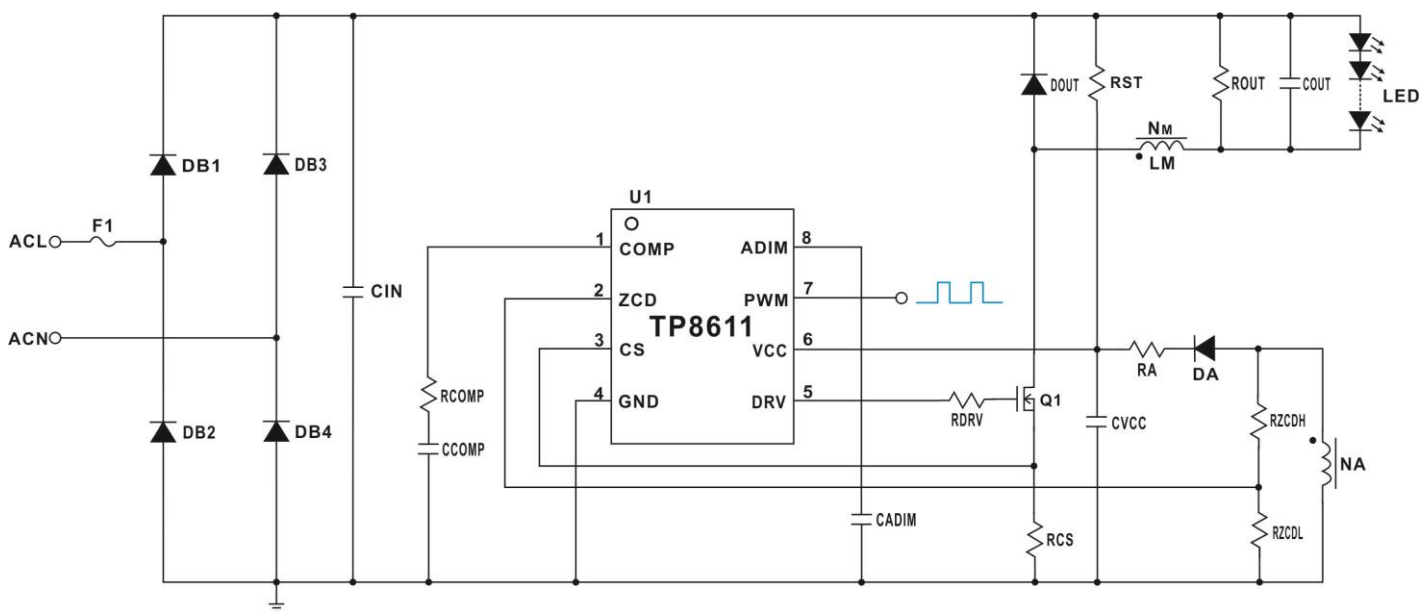 DOUT
RST
ROUT
COUT
LED
NM
LM
DB1
DB3
U1
F1
ACL
1
COMP
ADIM
8
CIN
2
ZCD
PWM
7
TP8611
ACN
3
CS
VCC
6
RA
DA
4
GND
DRV
5
RCOMP
RDRV
Q1
CVCC
RZCDH
DB2
DB4
CCOMP
NA
CADIM
RCS
RZCDL